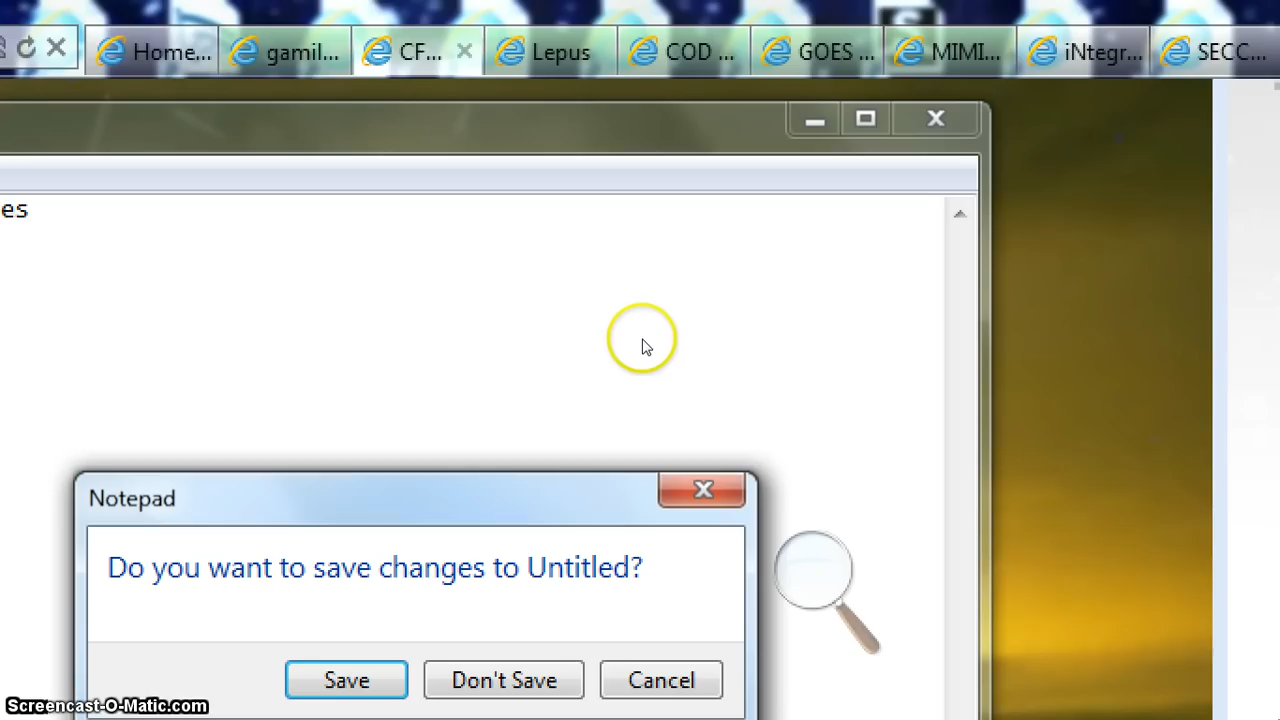 Home... gamil... CF... Lepus COD ... GOES ... MIMI... iNtegr... SECC...
es
Notepad
Do you want to save changes to Untitled?
Save Don't Save Cancel
Screencast-O-Matic.com